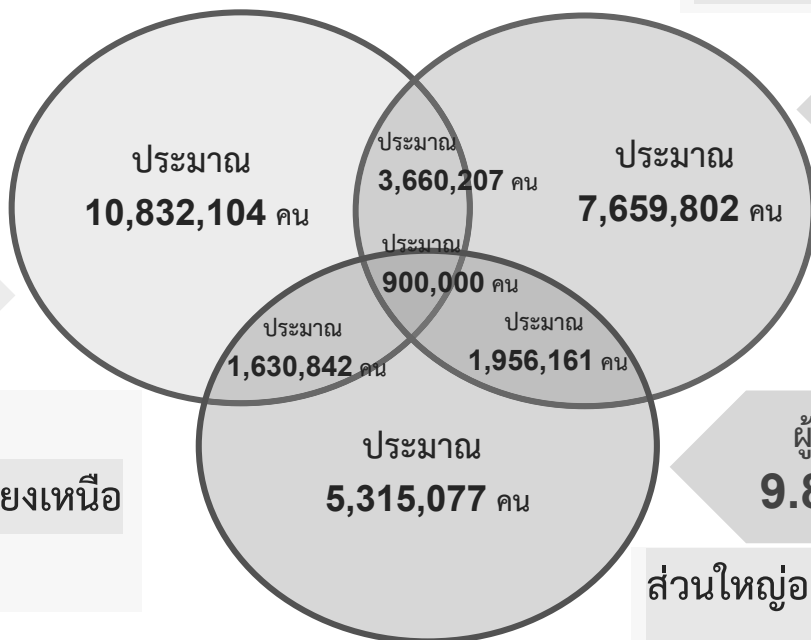 ประมาณ
10,832,104 คน
ประมาณ
3,660,207 คน
ประมาณ
7,659,802 คน
ประมาณ
900,000 คน
ประมาณ
1,630,842 คน
ประมาณ
1,956,161 คน
ประมาณ
5,315,077 คน
ยงเหนือ
ผู้
9.8
ส่วนใหญ่อ